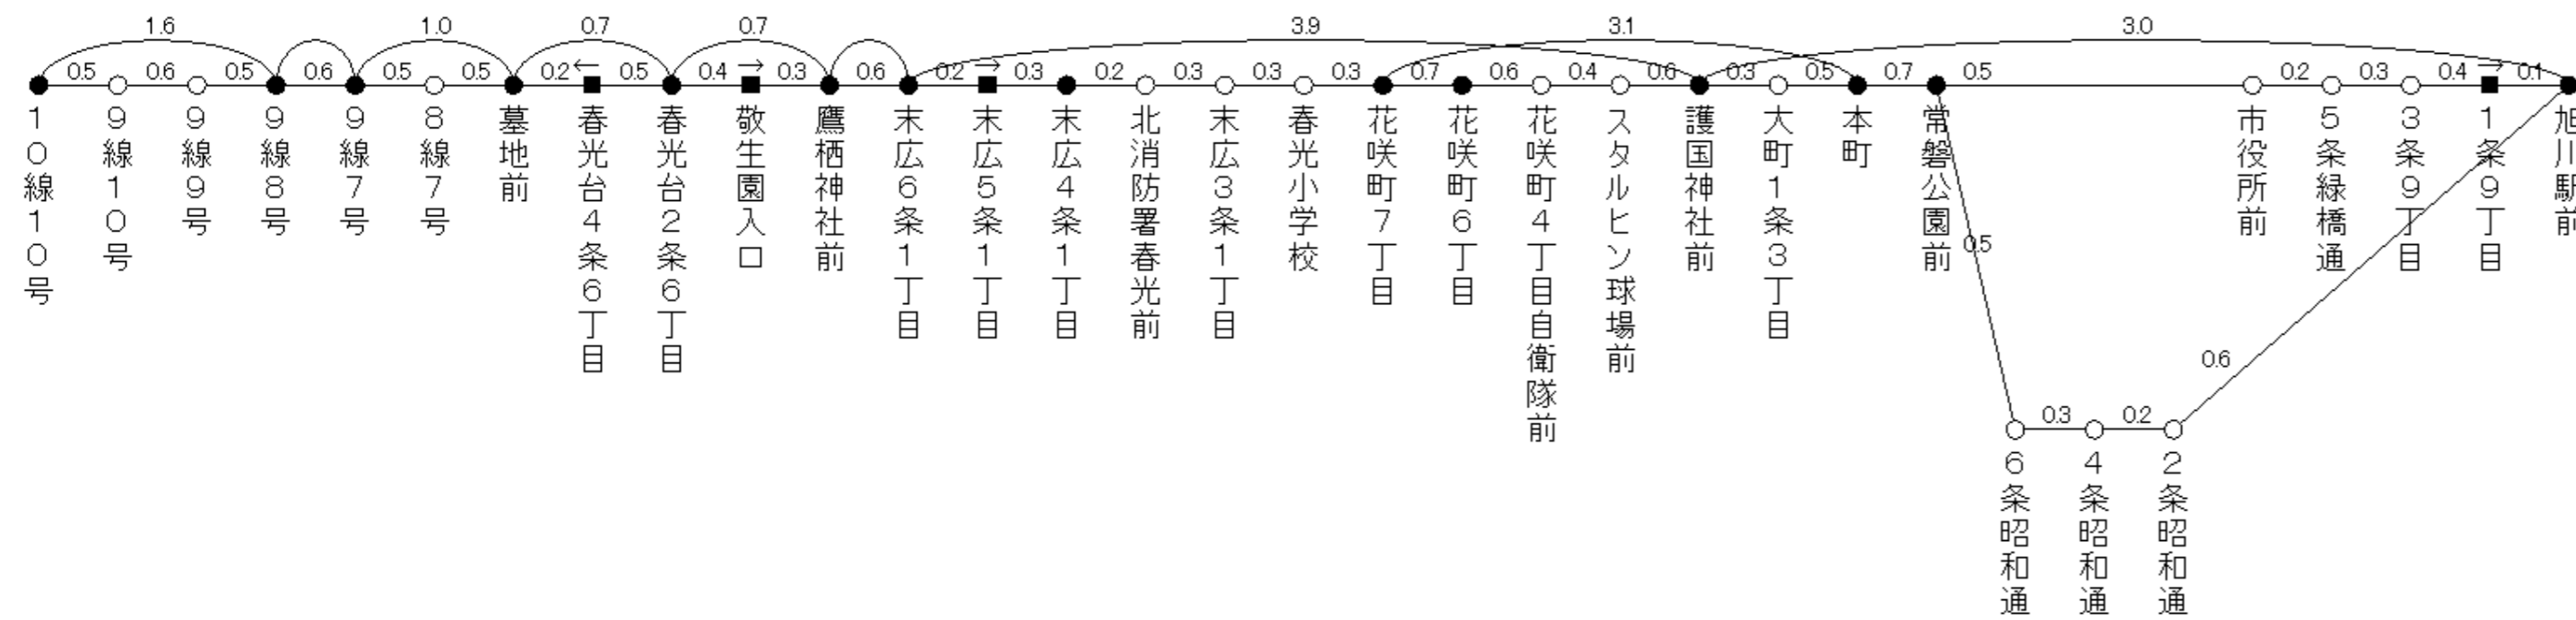 1.6
1.0
0.7
0.7
3.9
3.1
3.0
0.5 0.6 0.5 0.6 0.5 0.5 0.2 ← 0.5 0.4 → 0.3 0.6 0.2 → 0.3 0.2 0.3 0.3 0.3 0.7 0.6 0.4 0.6 0.3 0.5 0.7 0.5 0.2 0.3 0.4 → 0.1
10線10号
9線10号
9線9号
9線8号
9線7号
8線7号
墓地前
春光台4条6丁目
春光台2条6丁目
敬生園入口
鷹栖神社前
末広6条1丁目
末広5条1丁目
末広4条1丁目
北消防署春光前
末広3条1丁目
春光小学校
花咲町7丁目
花咲町6丁目
花咲町4丁目自衛隊前
スタルヒン球場前
護国神社前
大町1条3丁目
本町
常磐公園前
市役所前
5条緑橋通
3条9丁目
1条9丁目
旭川駅前
0.5
0.6
0.3 0.2
6条昭和通
4条昭和通
2条昭和通